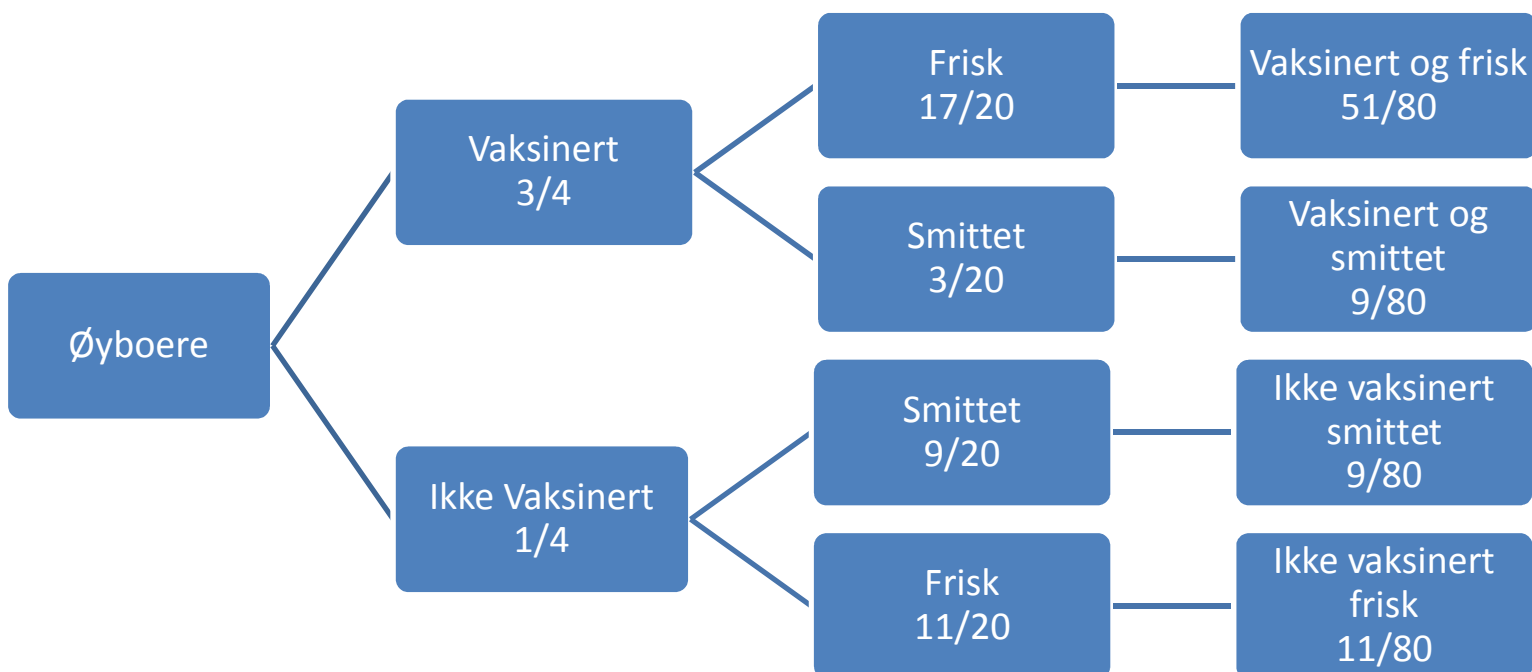 Øyboere
Vaksinert
3/4
Ikke Vaksinert
1/4
Frisk
17/20
Smittet
3/20
Smittet
9/20
Frisk
11/20
Vaksinert og frisk
51/80
Vaksinert og
smittet
9/80
Ikke vaksinert
smittet
9/80
Ikke vaksinert
frisk
11/80